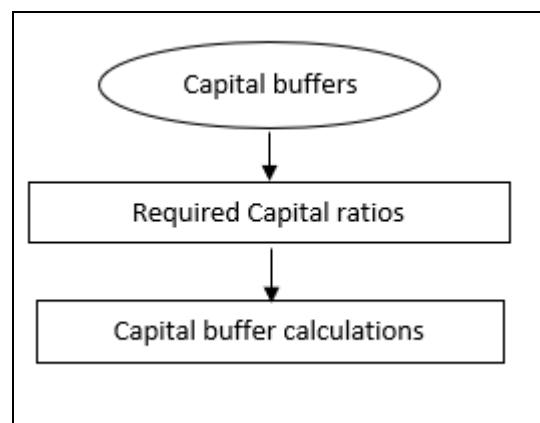 Capital buffers
Required Capital ratios
Capital buffer calculations